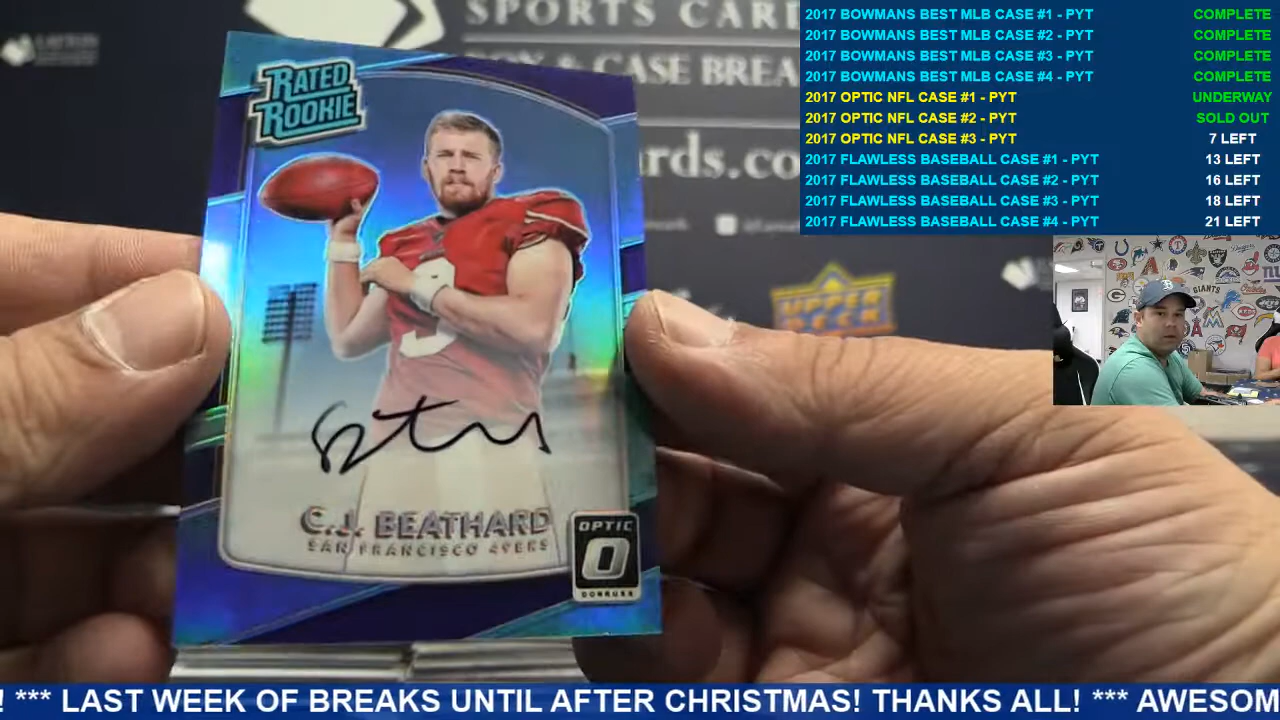 SPORTS CARDS
BOX & CASE BREA
ards.co
LAYTON
UPPER DECK
RATED
ROOKIE
3
C.J. BEATHARD
SAN FRANCISCO 49ERS
OPTIC
O
DONRUSS
2017 BOWMANS BEST MLB CASE #1 - PYT COMPLETE
2017 BOWMANS BEST MLB CASE #2 - PYT COMPLETE
2017 BOWMANS BEST MLB CASE #3 - PYT COMPLETE
2017 BOWMANS BEST MLB CASE #4 - PYT COMPLETE
2017 OPTIC NFL CASE #1 - PYT UNDERWAY
2017 OPTIC NFL CASE #2 - PYT SOLD OUT
2017 OPTIC NFL CASE #3 - PYT 7 LEFT
2017 FLAWLESS BASEBALL CASE #1 - PYT 13 LEFT
2017 FLAWLESS BASEBALL CASE #2 - PYT 16 LEFT
2017 FLAWLESS BASEBALL CASE #3 - PYT 18 LEFT
2017 FLAWLESS BASEBALL CASE #4 - PYT 21 LEFT
GIANTS
! *** LAST WEEK OF BREAKS UNTIL AFTER CHRISTMAS! THANKS ALL! *** AWESOM